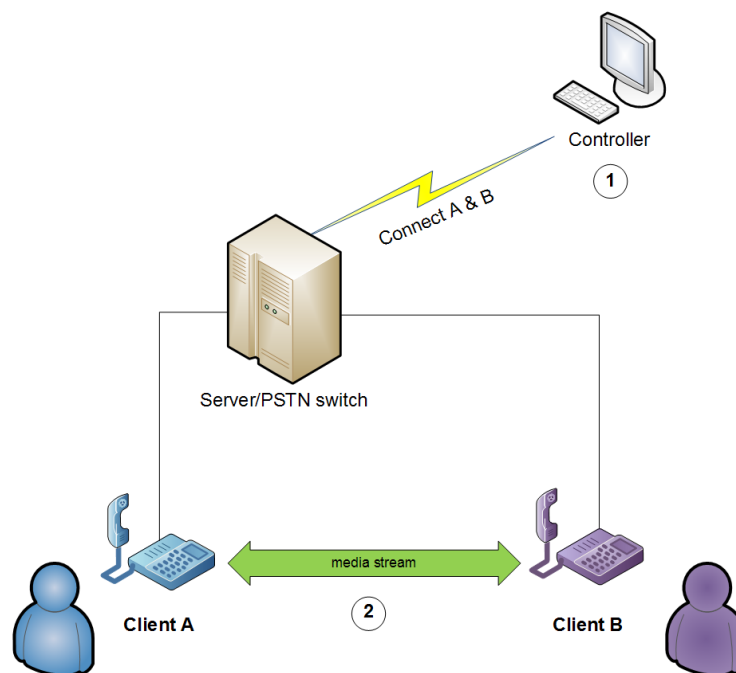 Controller
1
Connect A & B
Server/PSTN switch
media stream
2
Client A
Client B